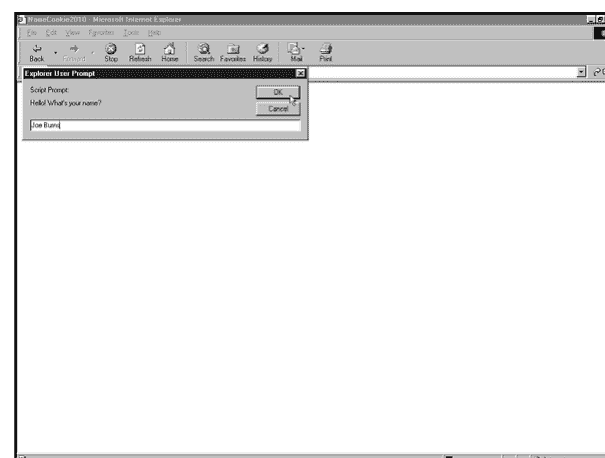 NameCookie2010 - Microsoft Internet Explorer
File Edit View Favorites Tools Help
Back Forward Stop Refresh Home Search Favorites History Mail Print
Explorer User Prompt
Script Prompt:
OK
Hello! What's your name?
Cancel
Joe Burns